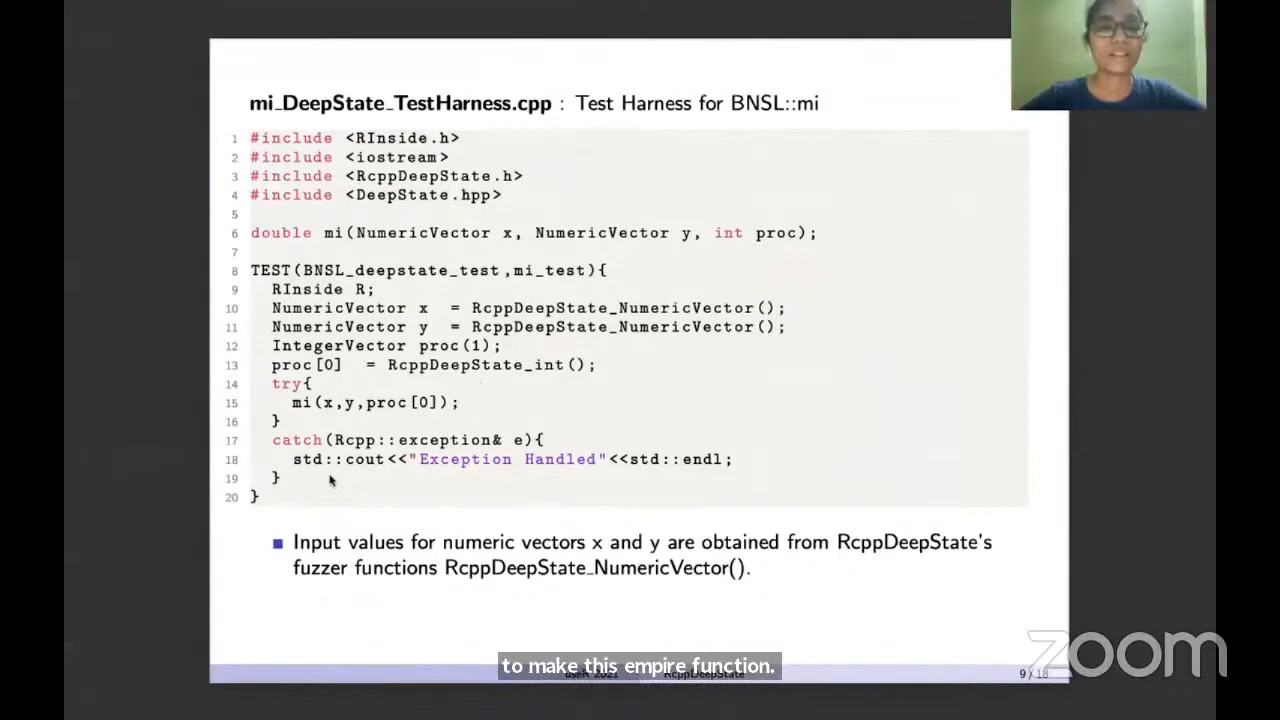 mi_DeepState_TestHarness.cpp : Test Harness for BNSL::mi
1 #include <RInside.h>
2 #include <iostream>
3 #include <RcppDeepState.h>
4 #include <DeepState.hpp>
5
6 double mi(NumericVector x, NumericVector y, int proc);
7
8 TEST(BNSL_deepstate_test,mi_test){
9 RInside R;
10 NumericVector x = RcppDeepState_NumericVector();
11 NumericVector y = RcppDeepState_NumericVector();
12 IntegerVector proc(1);
13 proc[0] = RcppDeepState_int();
14 try{
15 mi(x,y,proc[0]);
16 }
17 catch(Rcpp::exception& e){
18 std::cout<<"Exception Handled"<<std::endl;
19 }
20 }
Input values for numeric vectors x and y are obtained from RcppDeepState's
fuzzer functions RcppDeepState_NumericVector().
to make this empire function.
useR 2021 RcppDeepState 9 / 18
zoom